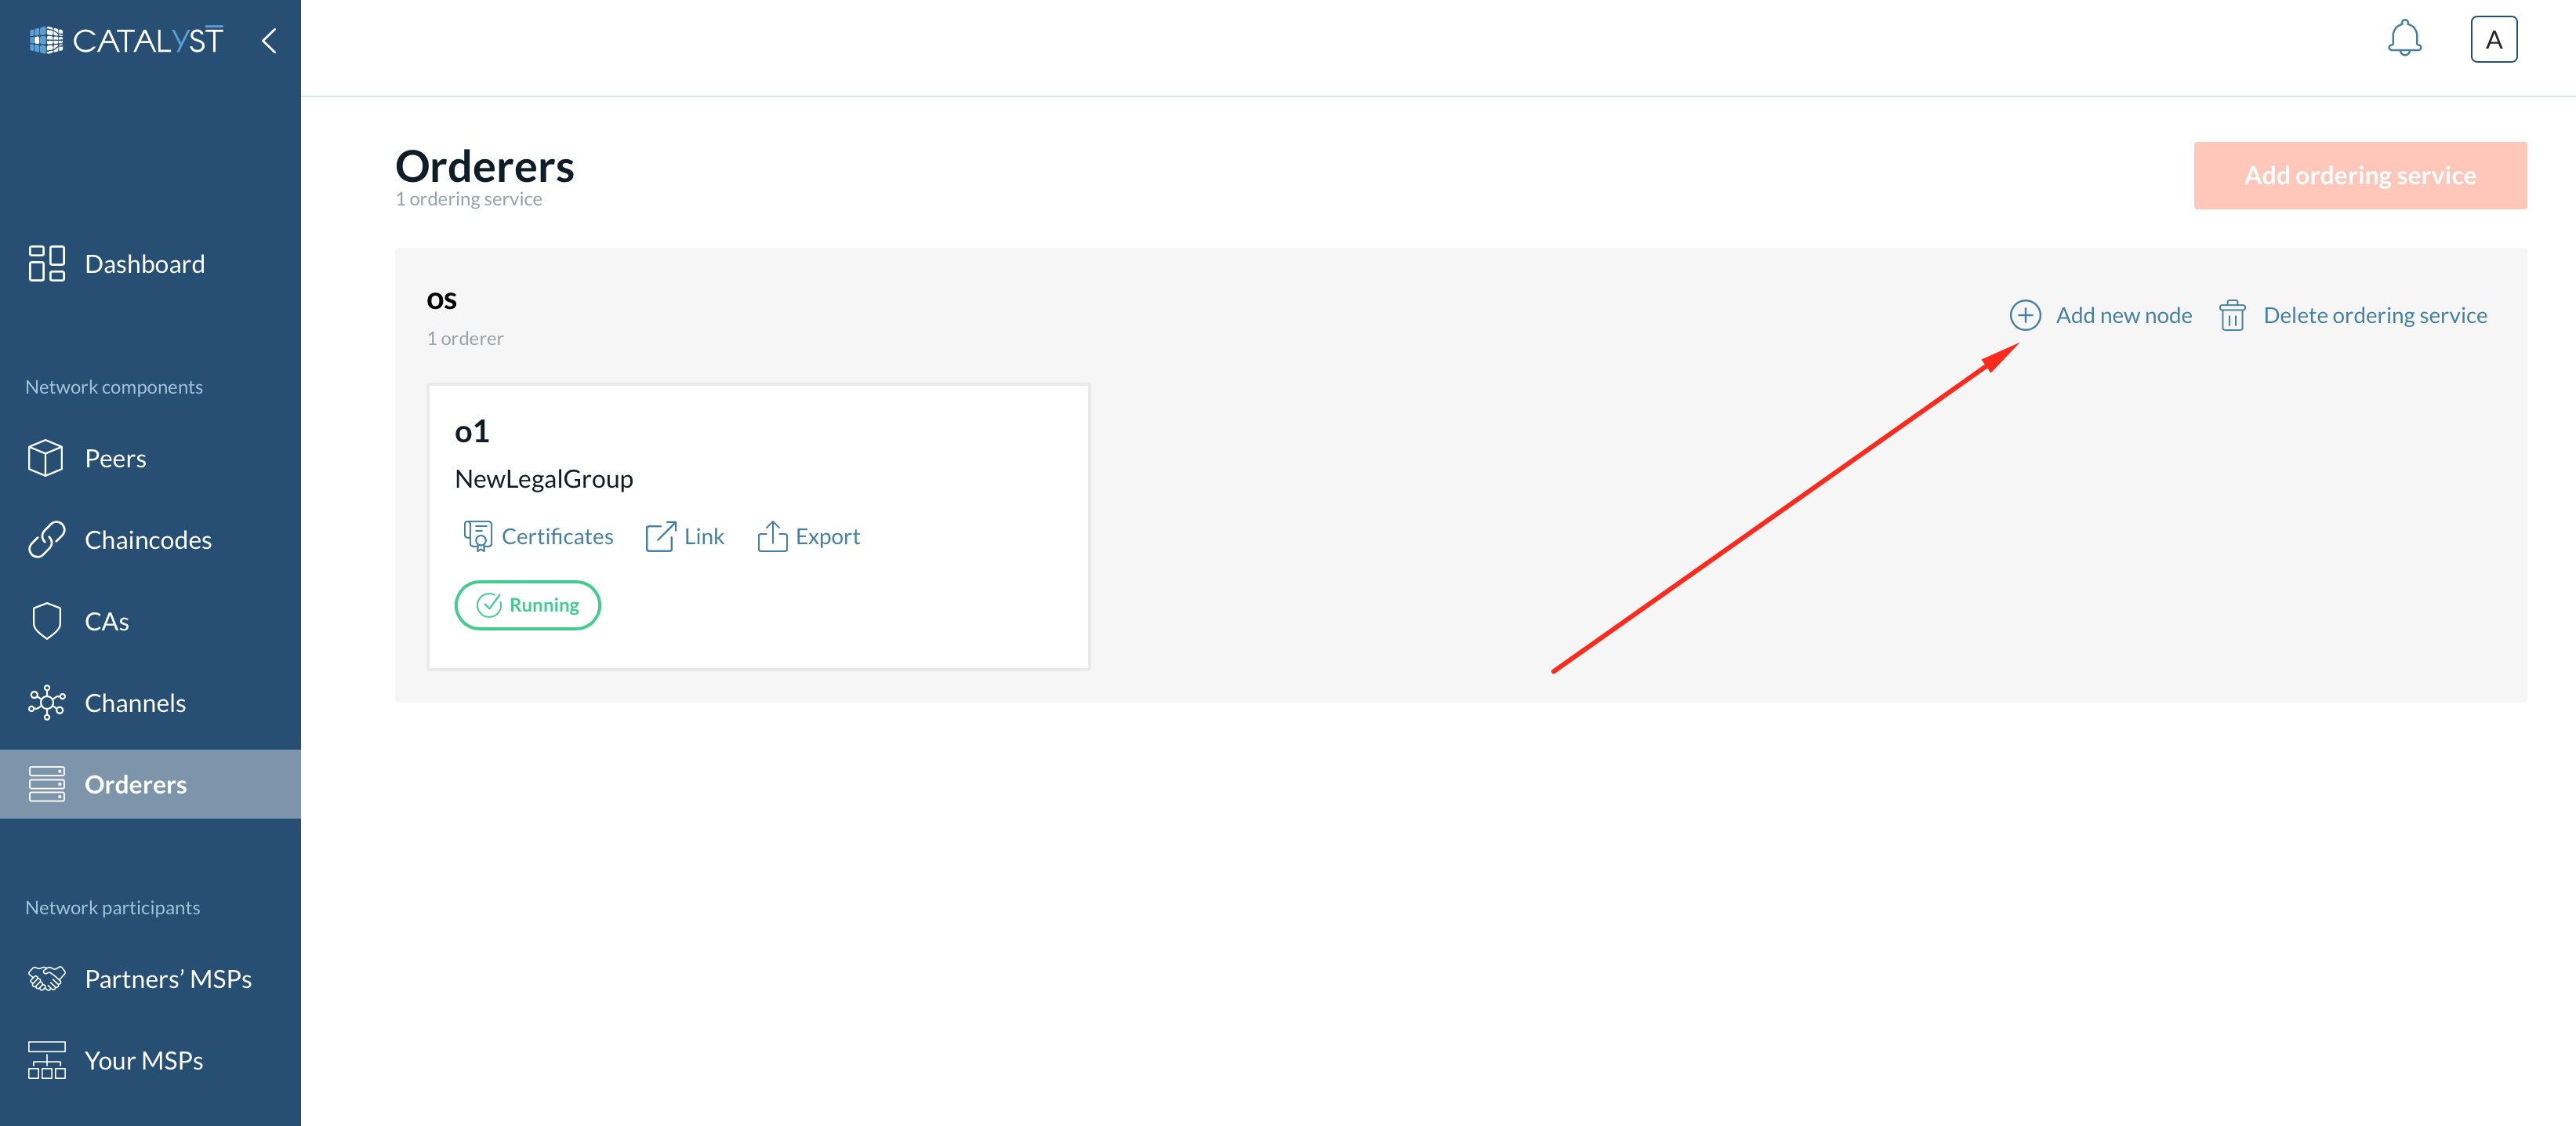 CATALYST
A
Dashboard
Network components
Peers
Chaincodes
CAs
Channels
Orderers
Network participants
Partners’ MSPs
Your MSPs
Orderers
1 ordering service
Add ordering service
os
1 orderer
Add new node
Delete ordering service
o1
NewLegalGroup
Certificates
Link
Export
Running